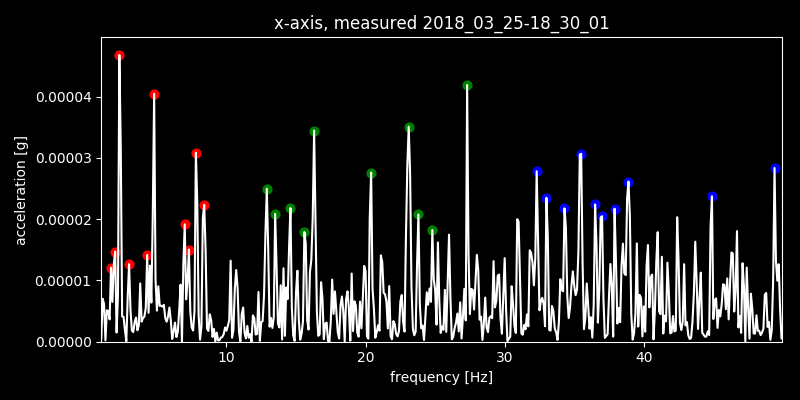 x-axis, measured 2018_03_25-18_30_01
acceleration [g]
0.00004
0.00003
0.00002
0.00001
0.00000
10 20 30 40
frequency [Hz]